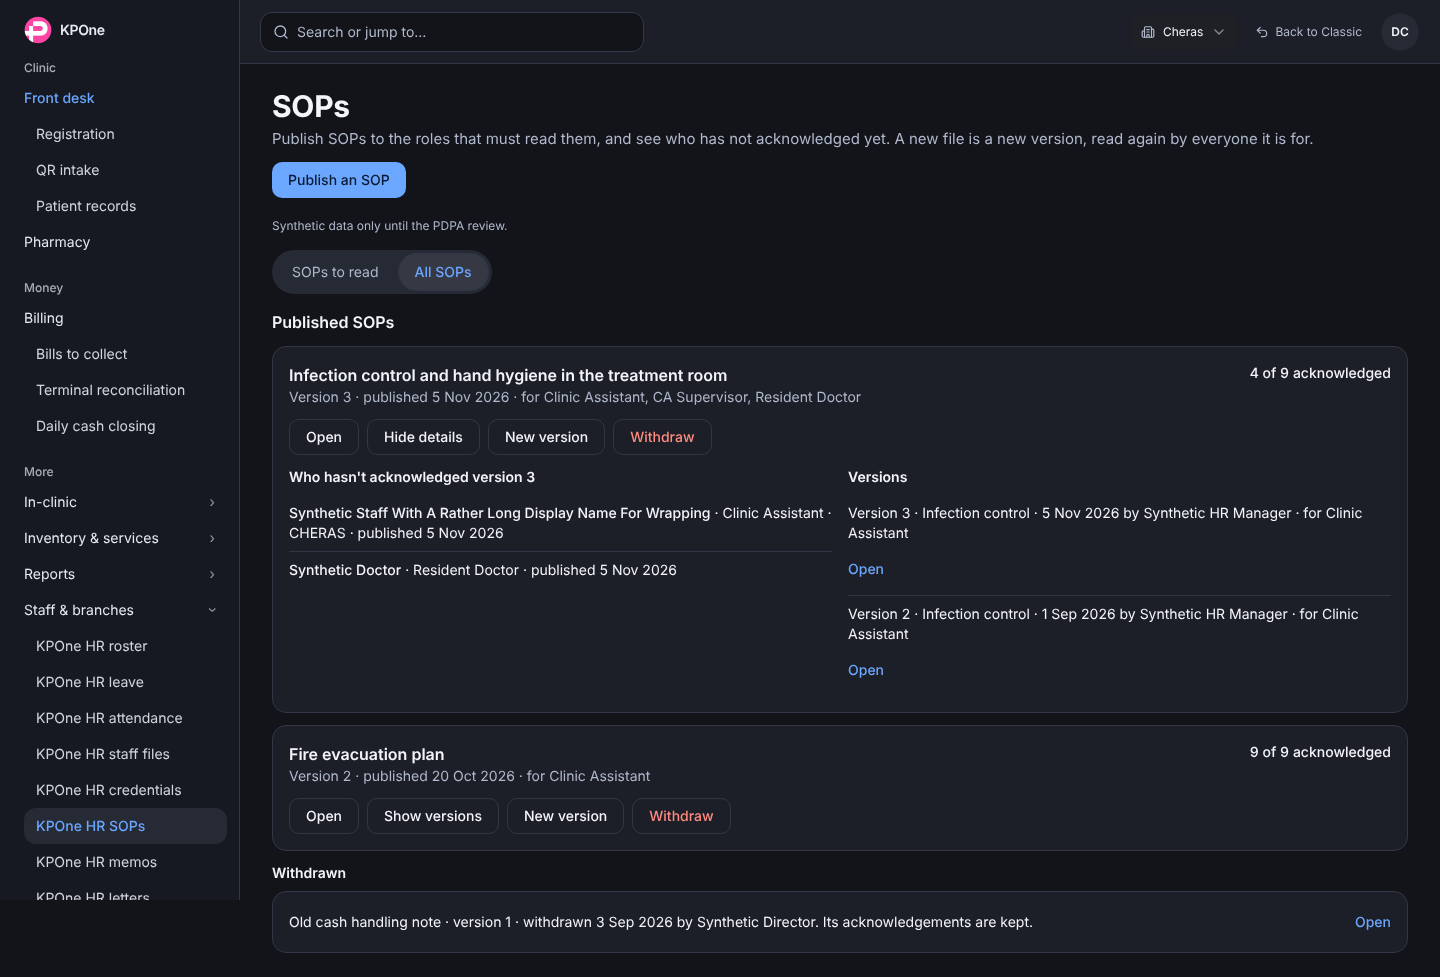 KPOne
Clinic
Front desk
Registration
QR intake
Patient records
Pharmacy
Money
Billing
Bills to collect
Terminal reconciliation
Daily cash closing
More
In-clinic
Inventory & services
Reports
Staff & branches
KPOne HR roster
KPOne HR leave
KPOne HR attendance
KPOne HR staff files
KPOne HR credentials
KPOne HR SOPs
KPOne HR memos
KPOne HR letters
Search or jump to...
Cheras
Back to Classic
DC
SOPs
Publish SOPs to the roles that must read them, and see who has not acknowledged yet. A new file is a new version, read again by everyone it is for.
Publish an SOP
Synthetic data only until the PDPA review.
SOPs to read
All SOPs
Published SOPs
Infection control and hand hygiene in the treatment room
4 of 9 acknowledged
Version 3 · published 5 Nov 2026 · for Clinic Assistant, CA Supervisor, Resident Doctor
Open
Hide details
New version
Withdraw
Who hasn't acknowledged version 3
Synthetic Staff With A Rather Long Display Name For Wrapping · Clinic Assistant ·
CHERAS · published 5 Nov 2026
Synthetic Doctor · Resident Doctor · published 5 Nov 2026
Versions
Version 3 · Infection control · 5 Nov 2026 by Synthetic HR Manager · for Clinic
Assistant
Open
Version 2 · Infection control · 1 Sep 2026 by Synthetic HR Manager · for Clinic
Assistant
Open
Fire evacuation plan
9 of 9 acknowledged
Version 2 · published 20 Oct 2026 · for Clinic Assistant
Open
Show versions
New version
Withdraw
Withdrawn
Old cash handling note · version 1 · withdrawn 3 Sep 2026 by Synthetic Director. Its acknowledgements are kept.
Open